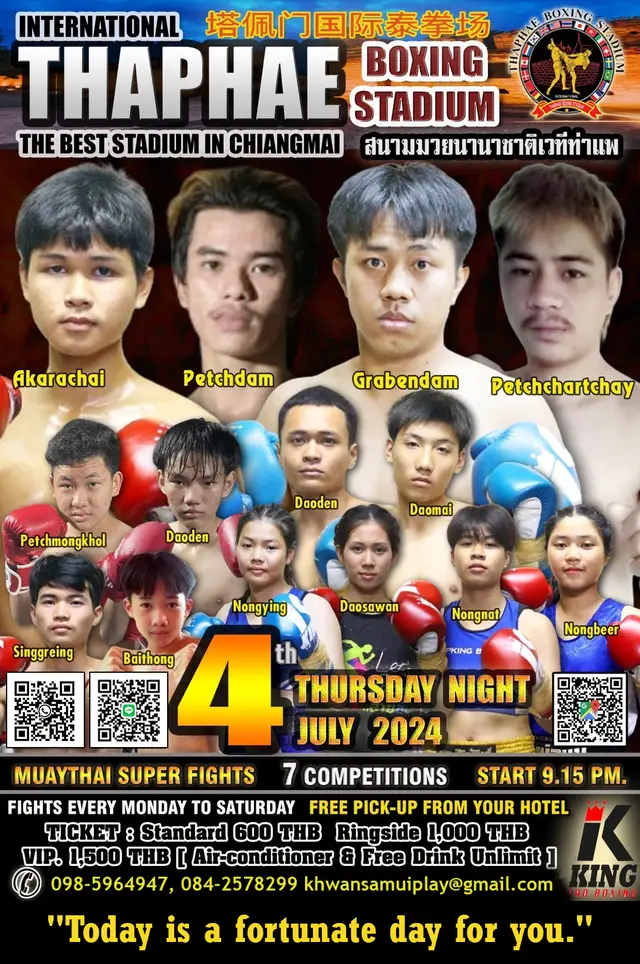 INTERNATIONAL
塔佩门国际泰拳场
THAPHAE
BOXING
STADIUM
THAPHAE BOXING STADIUM
THE BEST STADIUM IN CHIANGMAI
สนามมวยนานาชาติเวทีท่าแพ
Akarachai
Petchdam
Grabendam
Petchchartchay
Daoden
Daomai
Petchmongkhol
Daoden
Nongying
Daosawan
Nongnat
Nongbeer
Singgreing
Baithong
4th
THURSDAY NIGHT
JULY 2024
MUAYTHAI SUPER FIGHTS 7 COMPETITIONS START 9.15 PM.
FIGHTS EVERY MONDAY TO SATURDAY FREE PICK-UP FROM YOUR HOTEL
TICKET : Standard 600 THB Ringside 1,000 THB
VIP. 1,500 THB [ Air-conditioner & Free Drink Unlimit ]
098-5964947, 084-2578299 khwansamuiplay@gmail.com
K
KING
PRO BOXING
"Today is a fortunate day for you."